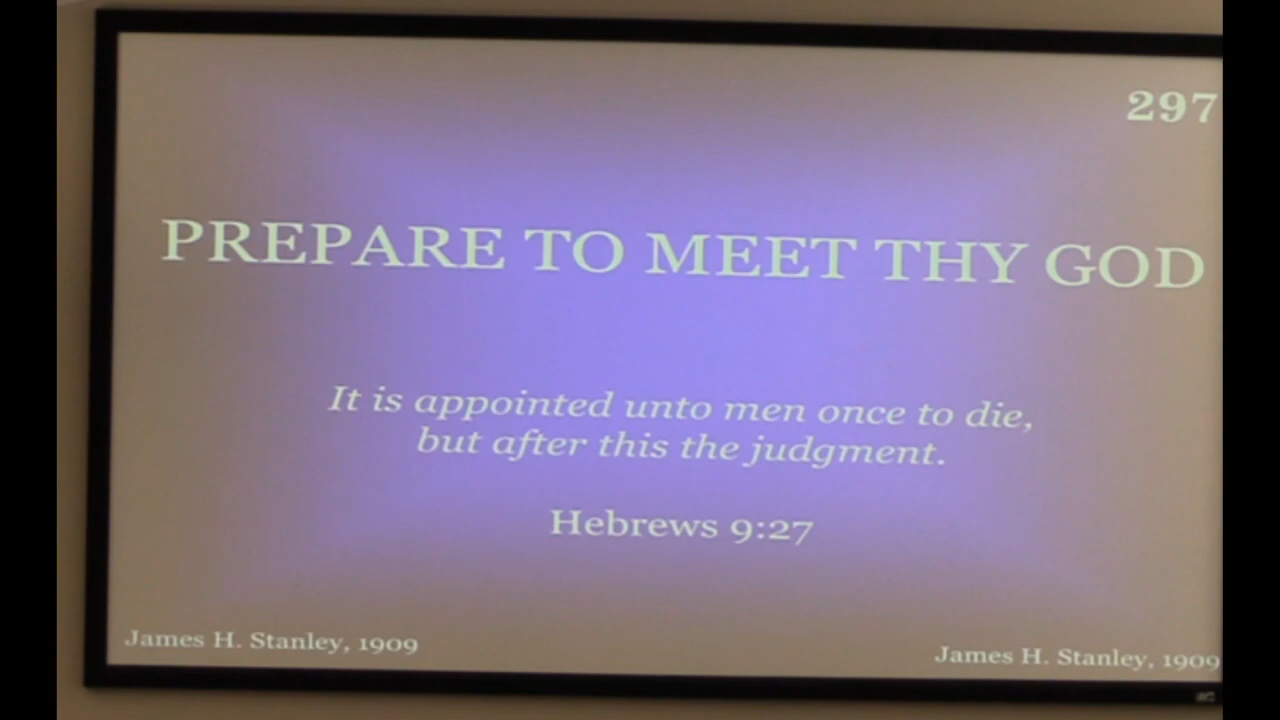 297
PREPARE TO MEET THY GOD
It is appointed unto men once to die,
but after this the judgment.
Hebrews 9:27
James H. Stanley, 1909
James H. Stanley, 1909